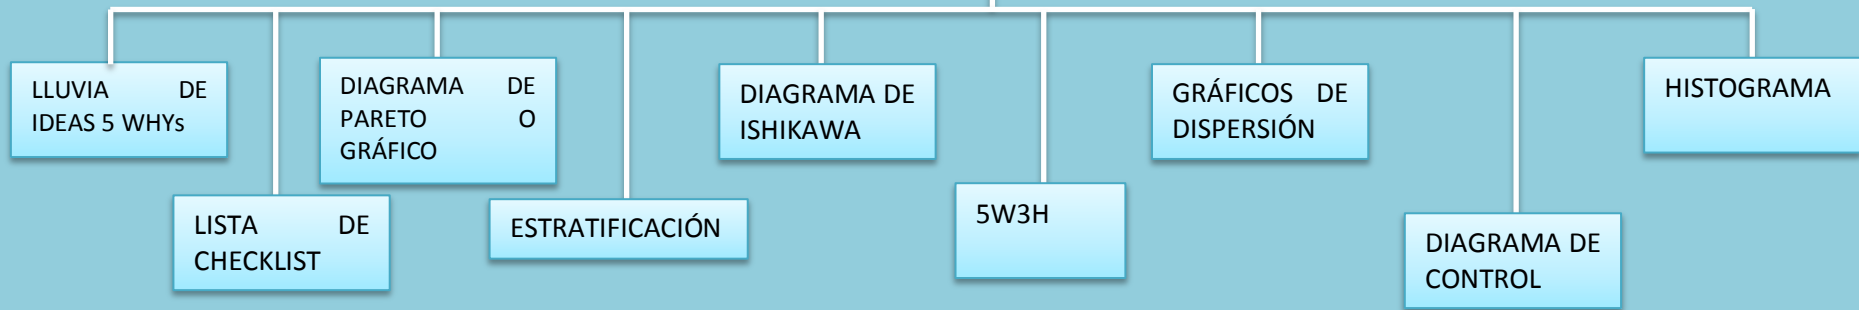 LLUVIA DE
IDEAS 5 WHYs
LISTA DE
CHECKLIST
DIAGRAMA DE
PARETO O
GRÁFICO
ESTRATIFICACIÓN
DIAGRAMA DE
ISHIKAWA
5W3H
GRÁFICOS DE
DISPERSIÓN
DIAGRAMA DE
CONTROL
HISTOGRAMA